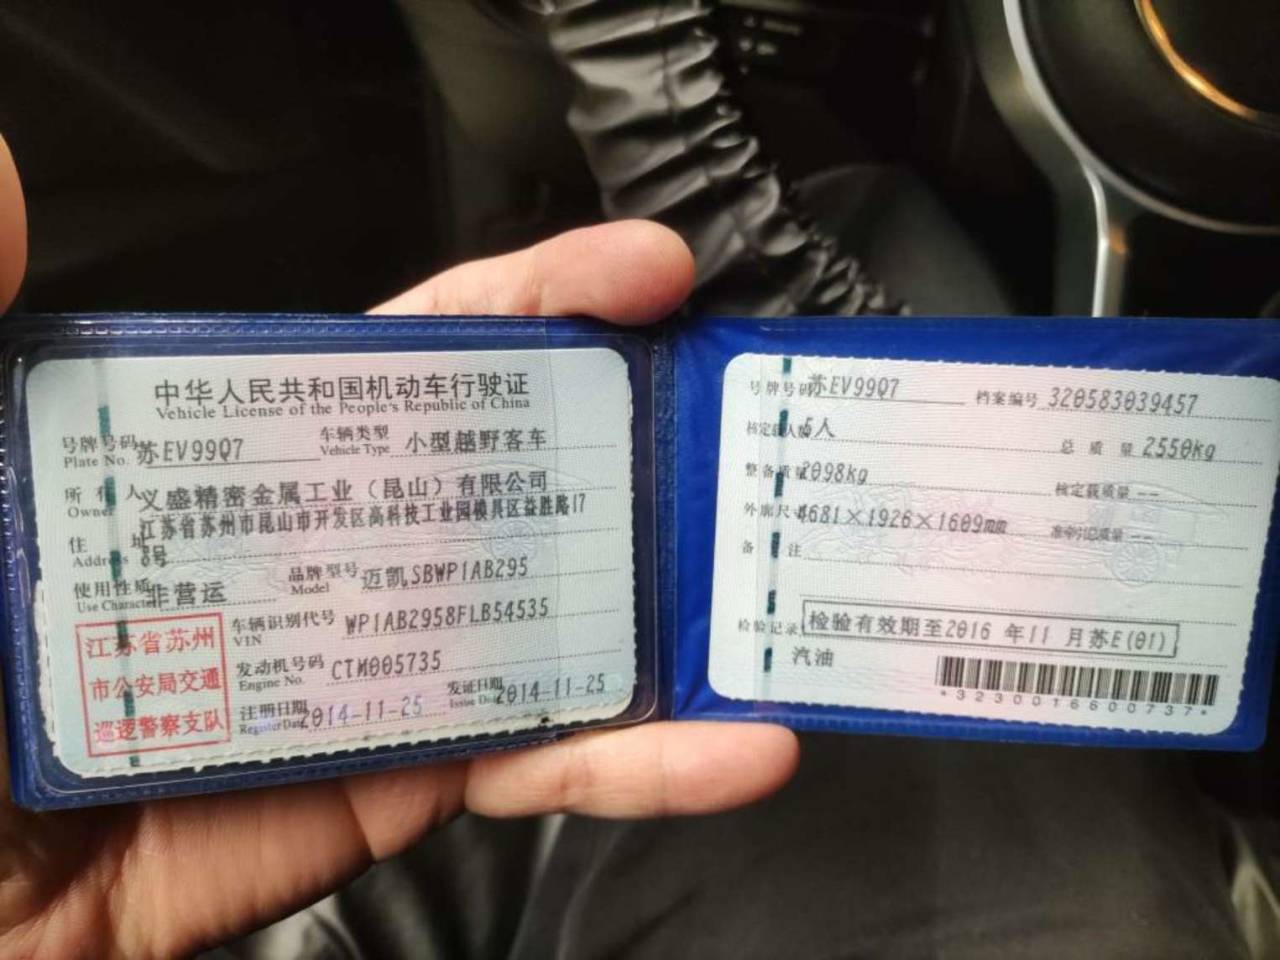 中华人民共和国机动车行驶证
Vehicle License of the People's Republic of China
号牌号码 苏EV99Q7 车辆类型 小型越野客车
Plate No. Vehicle Type
所有人 义盛精密金属工业（昆山）有限公司
Owner
住址 江苏省苏州市昆山市开发区高科技工业园模具区益胜路17
Address 8号
使用性质 非营运 品牌型号 迈凯SBWP1AB295
Use Character Model
江苏省苏州
市公安局交通
巡逻警察支队
车辆识别代号 WP1AB2958FLB54535
VIN
发动机号码 CTM005735
Engine No.
注册日期 2014-11-25 发证日期 2014-11-25
Register Date Issue Date
号牌号码 苏EV99Q7 档案编号 320583039457
核定载人数 5人 总质量 2550kg
整备质量 2098kg 核定载质量 --
外廓尺寸 4681×1926×1609mm 准牵引总质量 --
备注
检验记录 检验有效期至2016 年11 月苏E(01)
汽油
*3230016600737*